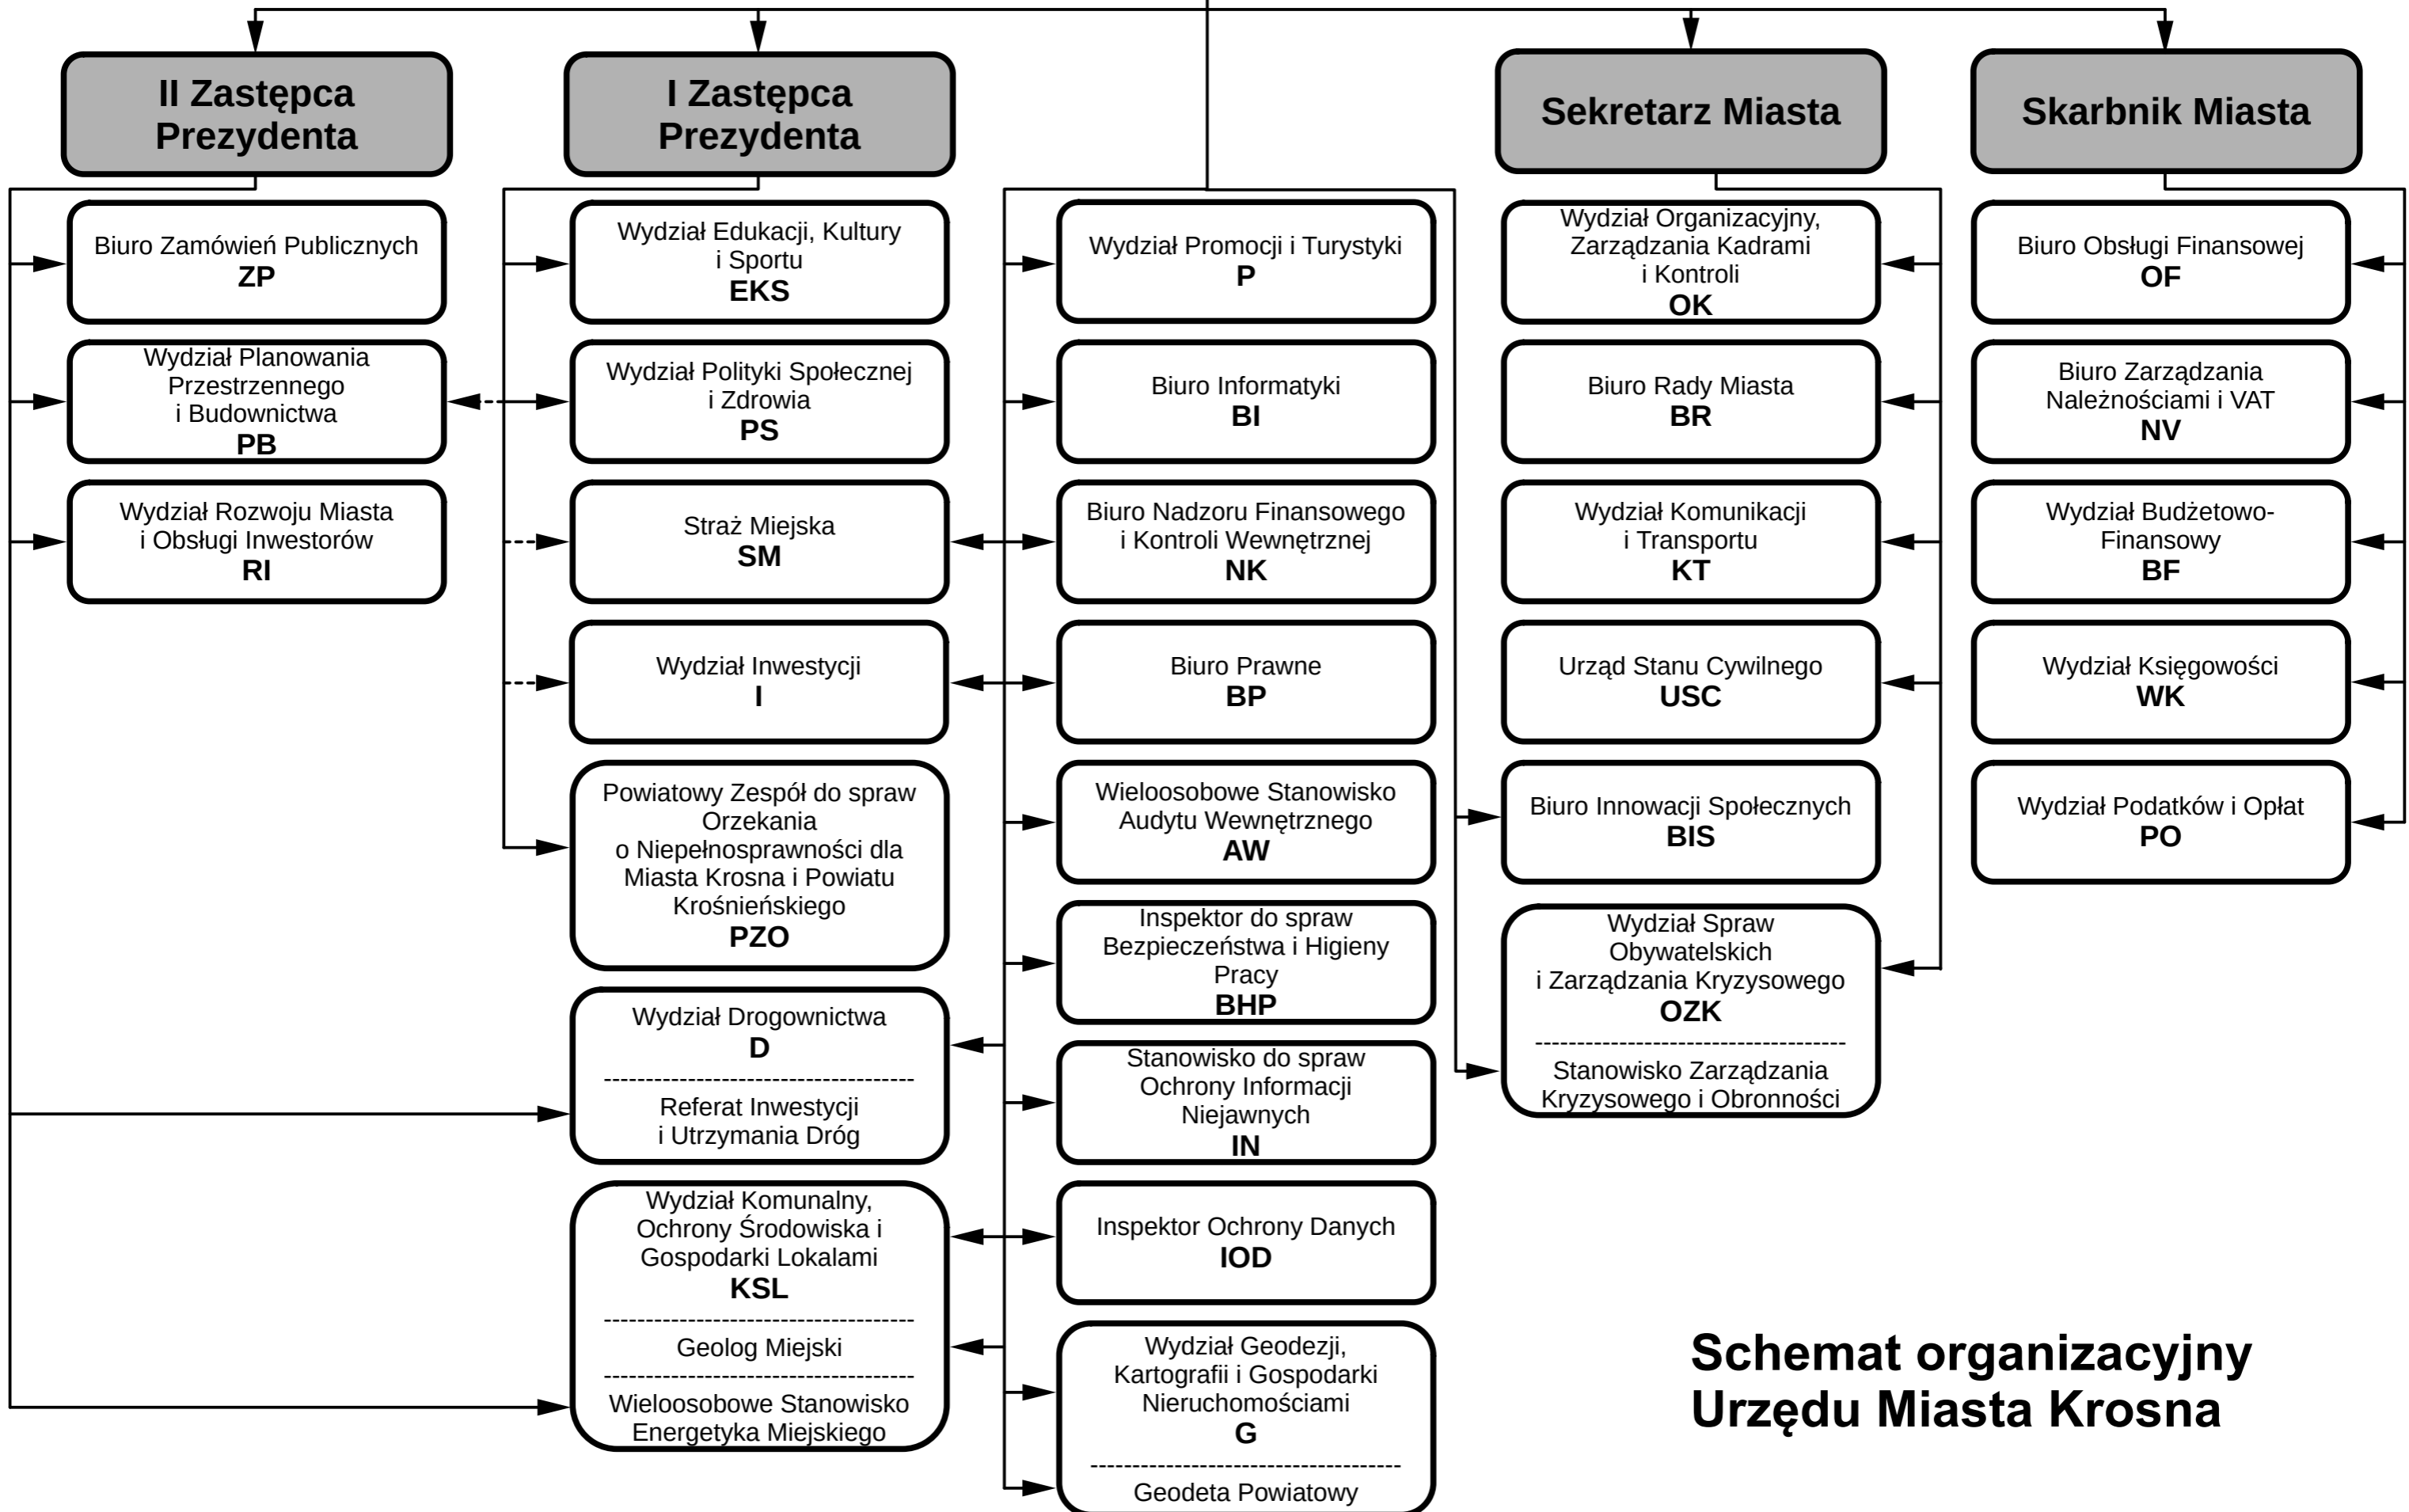 II Zastępca
Prezydenta
I Zastępca
Prezydenta
Sekretarz Miasta
Skarbnik Miasta
Biuro Zamówień Publicznych
ZP
Wydział Planowania
Przestrzennego
i Budownictwa
PB
Wydział Rozwoju Miasta
i Obsługi Inwestorów
RI
Wydział Edukacji, Kultury
i Sportu
EKS
Wydział Polityki Społecznej
i Zdrowia
PS
Straż Miejska
SM
Wydział Inwestycji
I
Powiatowy Zespół do spraw
Orzekania
o Niepełnosprawności dla
Miasta Krosna i Powiatu
Krośnieńskiego
PZO
Wydział Drogownictwa
D
-------------------------------------
Referat Inwestycji
i Utrzymania Dróg
Wydział Komunalny,
Ochrony Środowiska i
Gospodarki Lokalami
KSL
-------------------------------------
Geolog Miejski
-------------------------------------
Wieloosobowe Stanowisko
Energetyka Miejskiego
Wydział Promocji i Turystyki
P
Biuro Informatyki
BI
Biuro Nadzoru Finansowego
i Kontroli Wewnętrznej
NK
Biuro Prawne
BP
Wieloosobowe Stanowisko
Audytu Wewnętrznego
AW
Inspektor do spraw
Bezpieczeństwa i Higieny
Pracy
BHP
Stanowisko do spraw
Ochrony Informacji
Niejawnych
IN
Inspektor Ochrony Danych
IOD
Wydział Geodezji,
Kartografii i Gospodarki
Nieruchomościami
G
-------------------------------------
Geodeta Powiatowy
Wydział Organizacyjny,
Zarządzania Kadrami
i Kontroli
OK
Biuro Rady Miasta
BR
Wydział Komunikacji
i Transportu
KT
Urząd Stanu Cywilnego
USC
Biuro Innowacji Społecznych
BIS
Wydział Spraw
Obywatelskich
i Zarządzania Kryzysowego
OZK
-------------------------------------
Stanowisko Zarządzania
Kryzysowego i Obronności
Biuro Obsługi Finansowej
OF
Biuro Zarządzania
Należnościami i VAT
NV
Wydział Budżetowo-
Finansowy
BF
Wydział Księgowości
WK
Wydział Podatków i Opłat
PO
Schemat organizacyjny
Urzędu Miasta Krosna